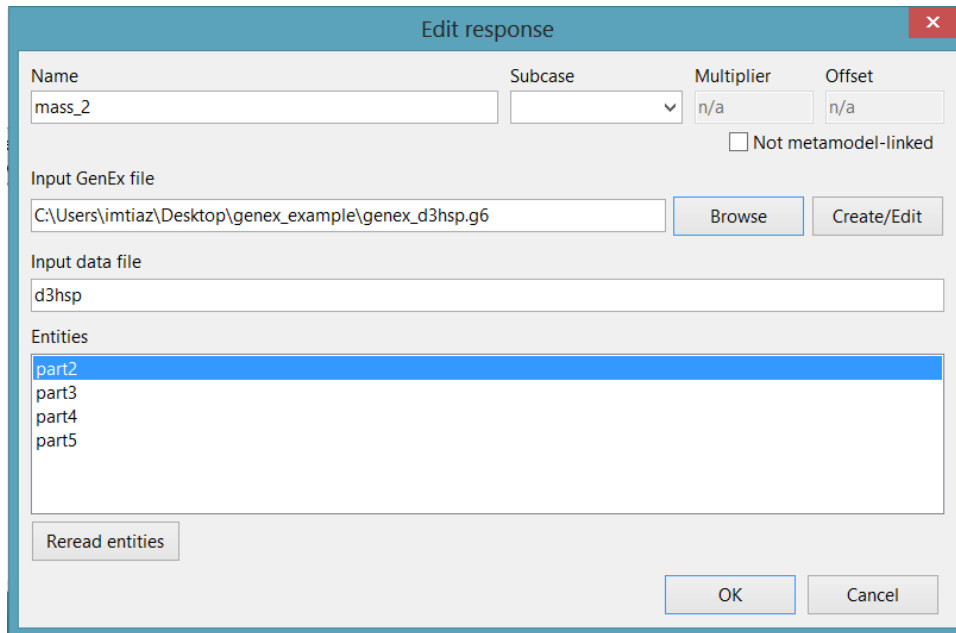 Edit response
Name Subcase Multiplier Offset
mass_2 n/a n/a
Not metamodel-linked
Input GenEx file
C:\Users\imtiaz\Desktop\genex_example\genex_d3hsp.g6 Browse Create/Edit
Input data file
d3hsp
Entities
part2
part3
part4
part5
Reread entities
OK Cancel